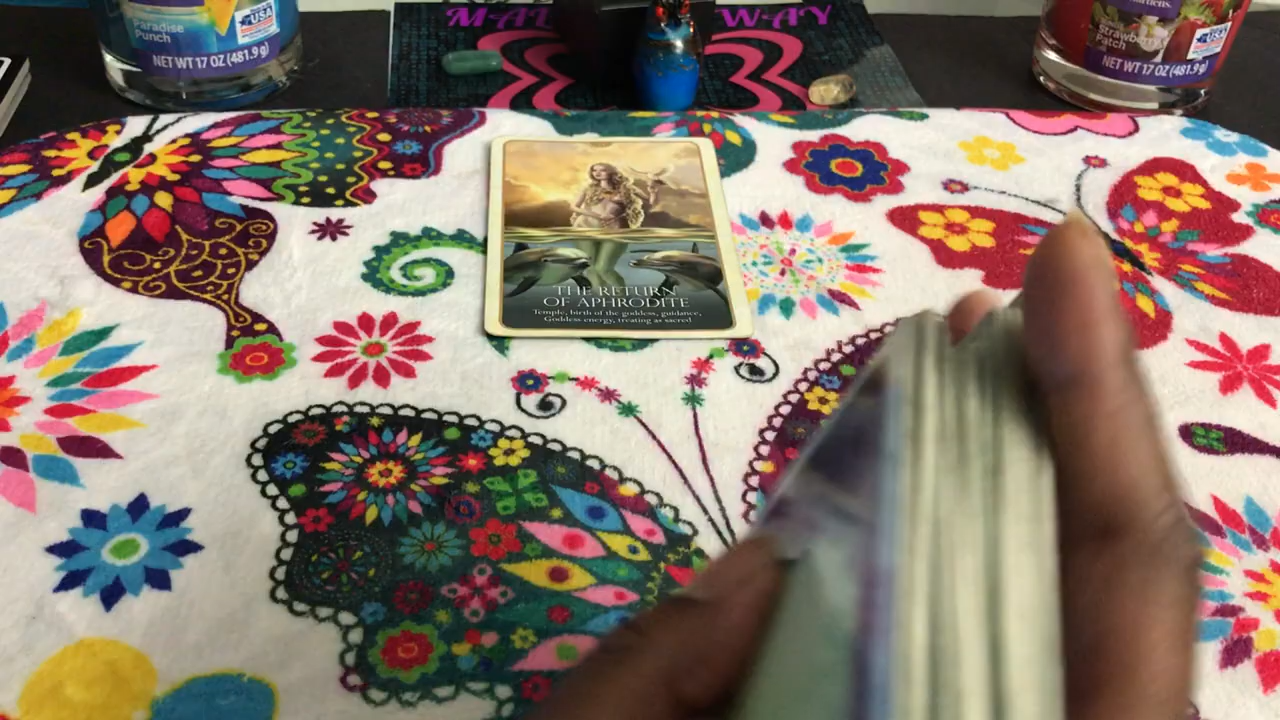 Paradise
Punch
USA
NET WT 17 OZ (481.9g)
WAY
Strawberry
Patch
USA
NET WT 17 OZ (481.9g)
THE RETURN
OF APHRODITE
Temple, birth of the goddess, guidance,
Goddess energy, treating as sacred